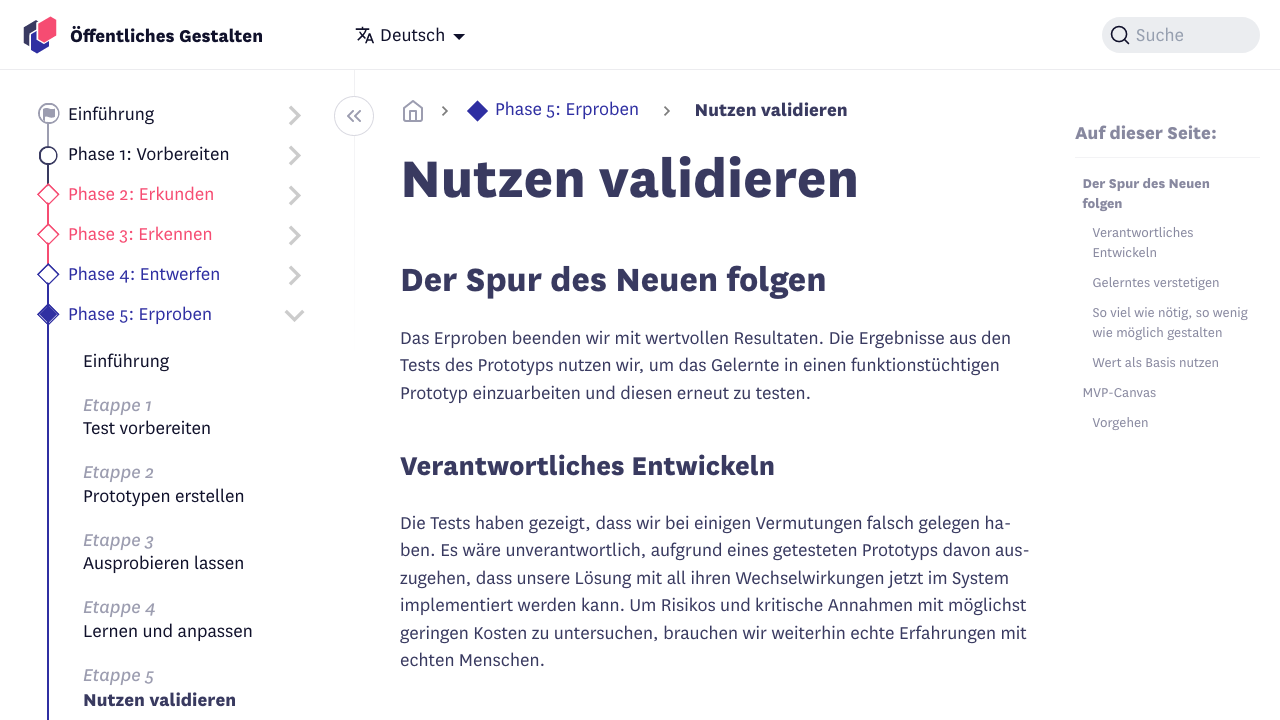 Öffentliches Gestalten
Deutsch
Suche
Einführung
Phase 1: Vorbereiten
Phase 2: Erkunden
Phase 3: Erkennen
Phase 4: Entwerfen
Phase 5: Erproben
Einführung
Etappe 1
Test vorbereiten
Etappe 2
Prototypen erstellen
Etappe 3
Ausprobieren lassen
Etappe 4
Lernen und anpassen
Etappe 5
Nutzen validieren
Phase 5: Erproben
Nutzen validieren
Nutzen validieren
Der Spur des Neuen folgen
Das Erproben beenden wir mit wertvollen Resultaten. Die Ergebnisse aus den
Tests des Prototyps nutzen wir, um das Gelernte in einen funktionstüchtigen
Prototyp einzuarbeiten und diesen erneut zu testen.
Verantwortliches Entwickeln
Die Tests haben gezeigt, dass wir bei einigen Vermutungen falsch gelegen ha-
ben. Es wäre unverantwortlich, aufgrund eines getesteten Prototyps davon aus-
zugehen, dass unsere Lösung mit all ihren Wechselwirkungen jetzt im System
implementiert werden kann. Um Risikos und kritische Annahmen mit möglichst
geringen Kosten zu untersuchen, brauchen wir weiterhin echte Erfahrungen mit
echten Menschen.
Auf dieser Seite:
Der Spur des Neuen
folgen
Verantwortliches
Entwickeln
Gelerntes verstetigen
So viel wie nötig, so wenig
wie möglich gestalten
Wert als Basis nutzen
MVP-Canvas
Vorgehen